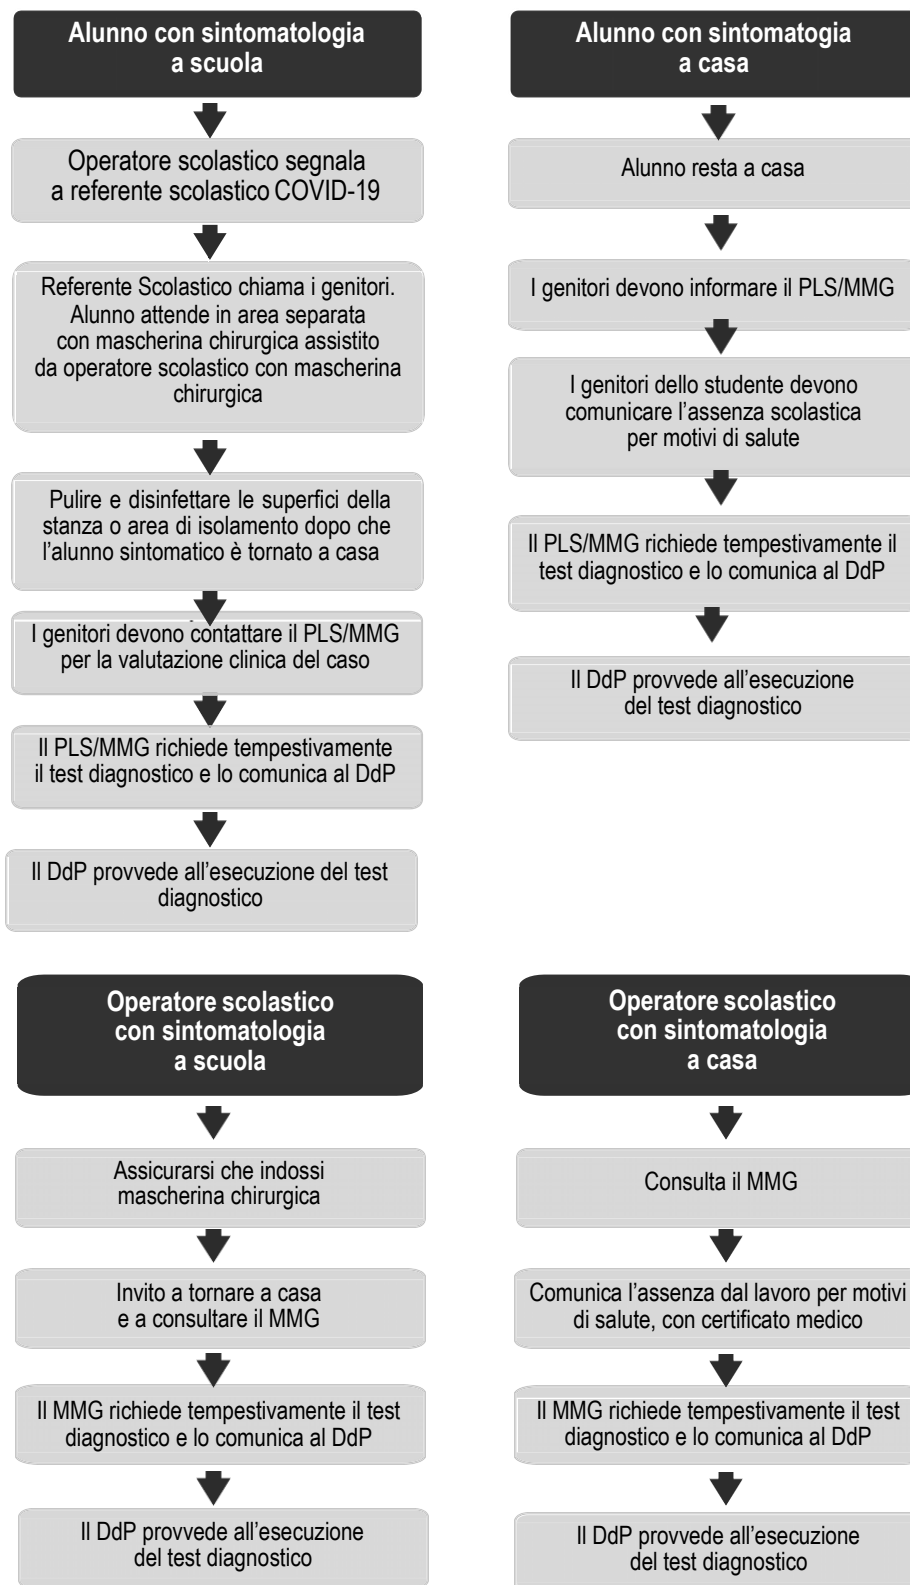 Alunno con sintomatologia
a scuola
Operatore scolastico segnala
a referente scolastico COVID-19
Referente Scolastico chiama i genitori.
Alunno attende in area separata
con mascherina chirurgica assistito
da operatore scolastico con mascherina
chirurgica
Pulire e disinfettare le superfici della
stanza o area di isolamento dopo che
l’alunno sintomatico è tornato a casa
I genitori devono contattare il PLS/MMG
per la valutazione clinica del caso
Il PLS/MMG richiede tempestivamente
il test diagnostico e lo comunica al DdP
Il DdP provvede all’esecuzione del test
diagnostico
Alunno con sintomatogia
a casa
Alunno resta a casa
I genitori devono informare il PLS/MMG
I genitori dello studente devono
comunicare l’assenza scolastica
per motivi di salute
Il PLS/MMG richiede tempestivamente il
test diagnostico e lo comunica al DdP
Il DdP provvede all’esecuzione
del test diagnostico
Operatore scolastico
con sintomatologia
a scuola
Assicurarsi che indossi
mascherina chirurgica
Invito a tornare a casa
e a consultare il MMG
Il MMG richiede tempestivamente il test
diagnostico e lo comunica al DdP
Il DdP provvede all’esecuzione
del test diagnostico
Operatore scolastico
con sintomatologia
a casa
Consulta il MMG
Comunica l’assenza dal lavoro per motivi
di salute, con certificato medico
Il MMG richiede tempestivamente il test
diagnostico e lo comunica al DdP
Il DdP provvede all’esecuzione
del test diagnostico